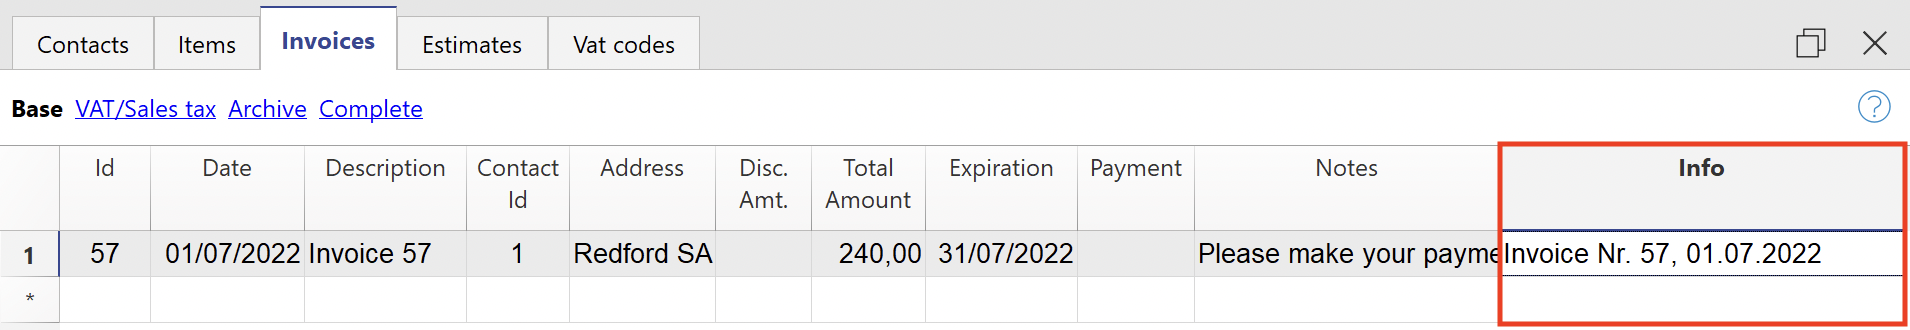 Contacts Items Invoices Estimates Vat codes
Base VAT/Sales tax Archive Complete ?
Id Date Description Contact Id Address Disc. Amt. Total Amount Expiration Payment Notes Info
1 57 01/07/2022 Invoice 57 1 Redford SA 240,00 31/07/2022 Please make your payme Invoice Nr. 57, 01.07.2022
*